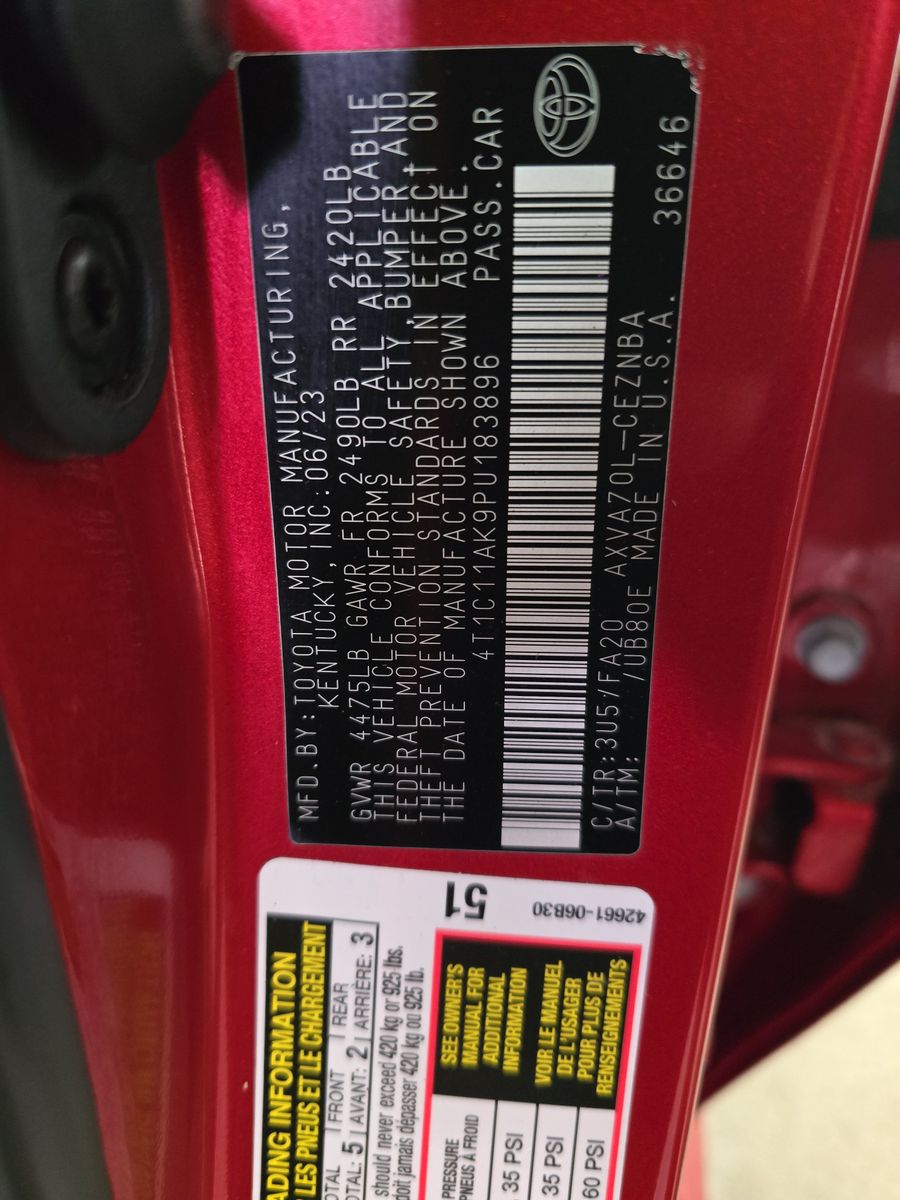 MFD.BY:TOYOTA MOTOR MANUFACTURING,
KENTUCKY,INC:06/23
GVWR 4475LB GAWR FR 2490LB RR 2420LB
THIS VEHICLE CONFORMS TO ALL APPLICABLE
FEDERAL MOTOR VEHICLE SAFETY, BUMPER AND
THEFT PREVENTION STANDARDS IN EFFECT ON
THE DATE OF MANUFACTURE SHOWN ABOVE.
4T1C11AK9PU183896 PASS.CAR
C/TR:3U5/FA20 AXVA70L-CEZNBA
A/TM: /UB80E MADE IN U.S.A. 36646
51
42661-06B30
ADING INFORMATION
LES PNEUS ET LE CHARGEMENT
TAL FRONT REAR
TOTAL: 5 AVANT: 2 ARRIÈRE: 3
should never exceed 420 kg or 925 lbs.
doit jamais dépasser 420 kg ou 925 lb.
PRESSURE
PNEUS À FROID
35 PSI
35 PSI
60 PSI
SEE OWNER'S
MANUAL FOR
ADDITIONAL
INFORMATION
VOIR LE MANUEL
DE L'USAGER
POUR PLUS DE
RENSEIGNEMENTS